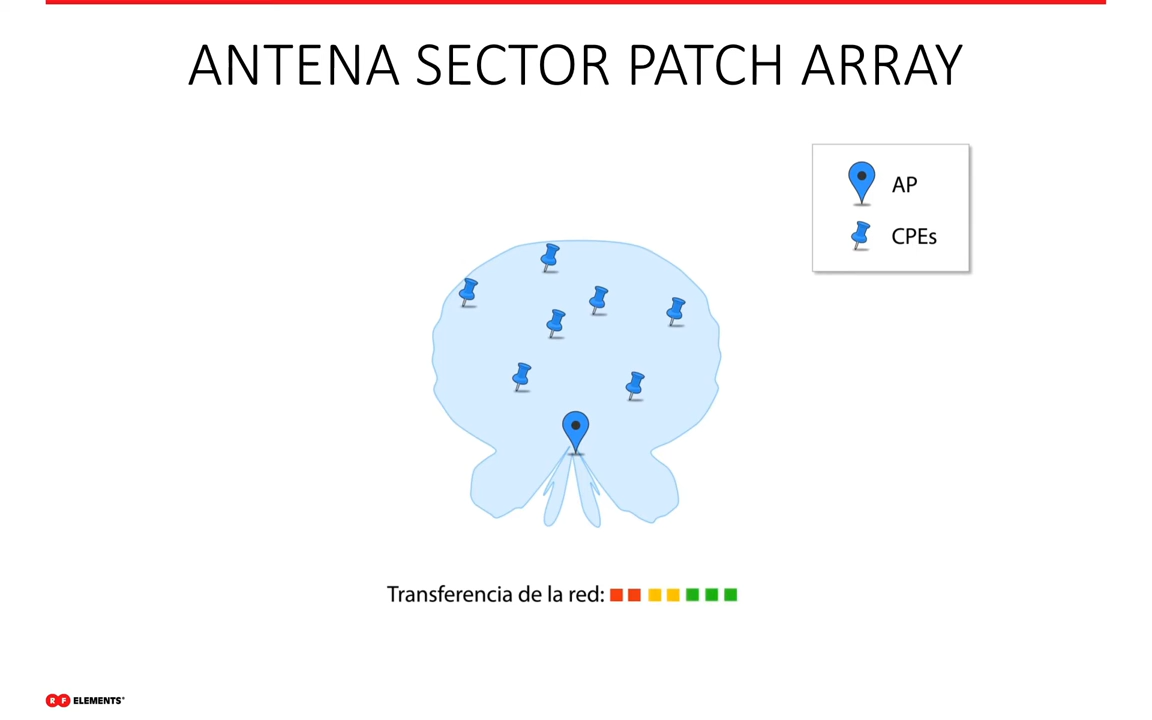 ANTENA SECTOR PATCH ARRAY
AP
CPEs
Transferencia de la red:
RF ELEMENTS®